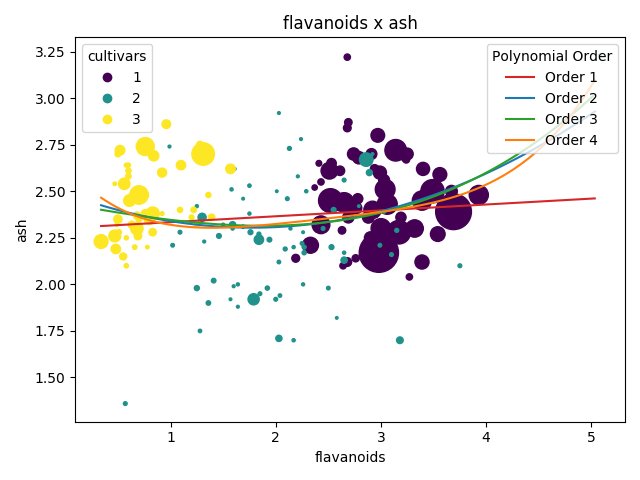 flavanoids x ash
cultivars
1
2
3
Polynomial Order
Order 1
Order 2
Order 3
Order 4
ash
3.25
3.00
2.75
2.50
2.25
2.00
1.75
1.50
1 2 3 4 5
flavanoids